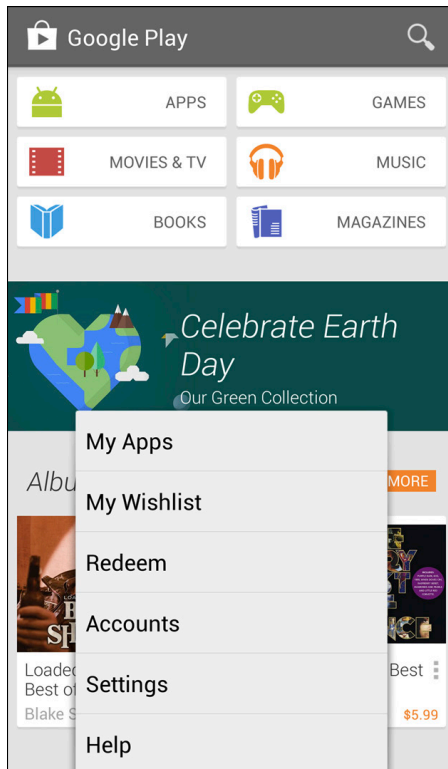 Google Play
APPS
GAMES
MOVIES & TV
MUSIC
BOOKS
MAGAZINES
Celebrate Earth
Day
Our Green Collection
My Apps
My Wishlist
Redeem
Accounts
Settings
Help
Albu
MORE
Loaded
Best
Best of
Blake S
$5.99